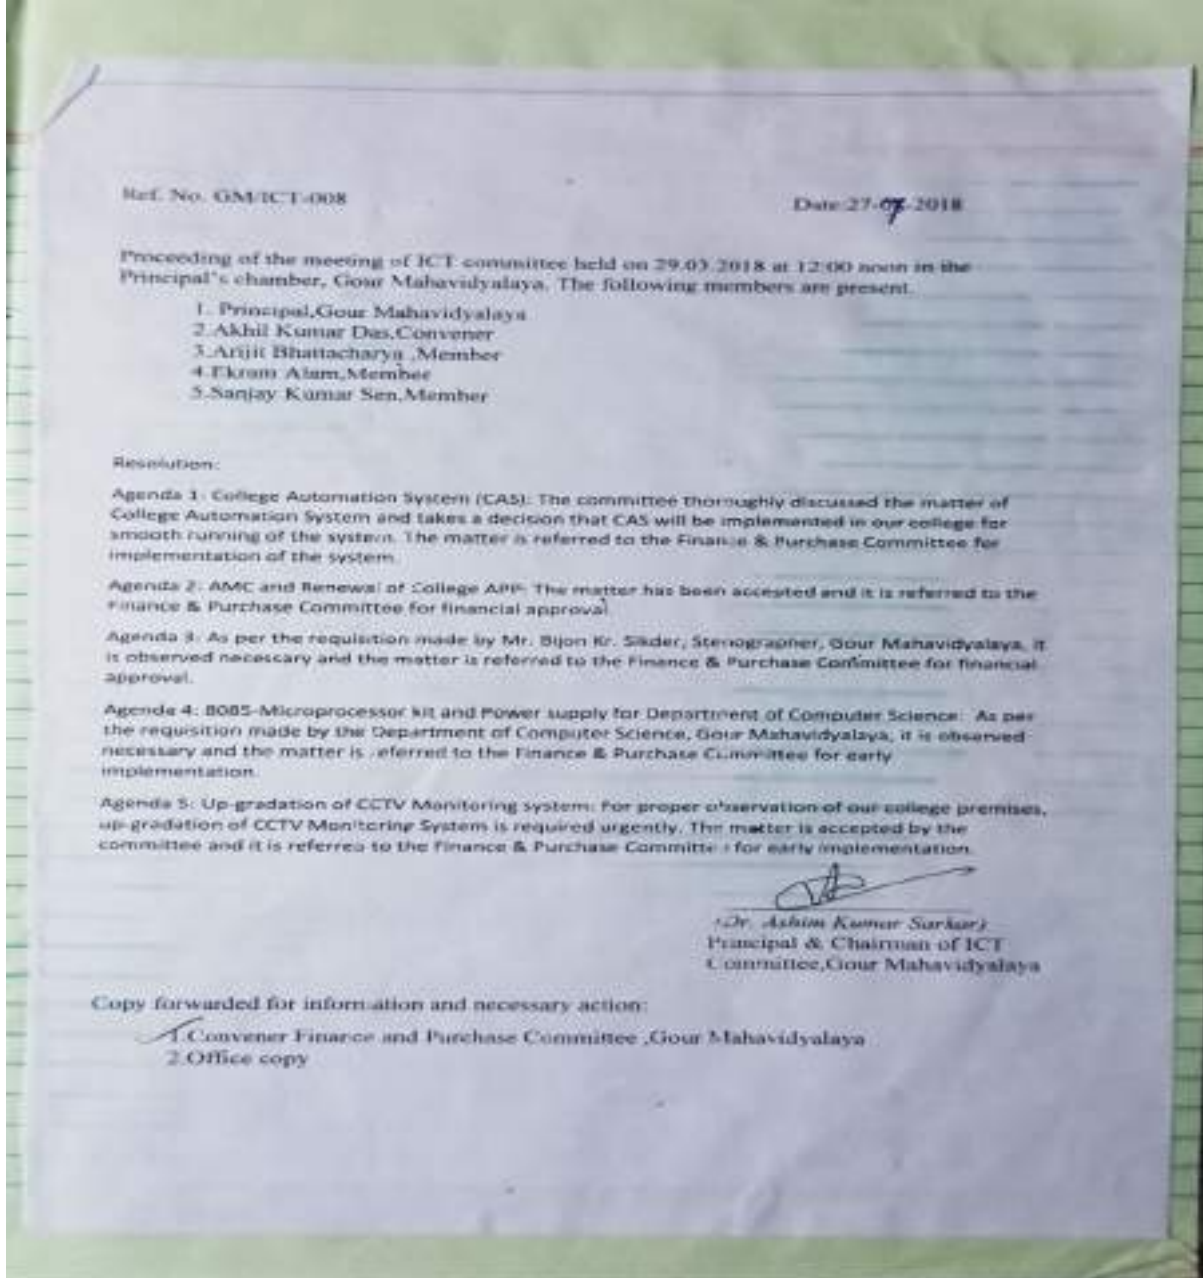 Ref. No. GM/ICT-008
Date:27-07-2018
Proceeding of the meeting of ICT committee held on 29.03.2018 at 12:00 noon in the
Principal's chamber, Gour Mahavidyalaya. The following members are present.
1. Principal,Gour Mahavidyalaya
2.Akhil Kumar Das,Convener
3.Arijit Bhattacharya ,Member
4.Ekram Alam,Member
5.Sanjay Kumar Sen,Member
Resolution:
Agenda 1: College Automation System (CAS): The committee thoroughly discussed the matter of
College Automation System and takes a decision that CAS will be implemented in our college for
smooth running of the system. The matter is referred to the Finance & Purchase Committee for
implementation of the system.
Agenda 2: AMC and Renewal of College APP: The matter has been accepted and it is referred to the
Finance & Purchase Committee for financial approval
Agenda 3: As per the requisition made by Mr. Bijon Kr. Sikder, Stenographer, Gour Mahavidyalaya, it
is observed necessary and the matter is referred to the Finance & Purchase Committee for financial
approval.
Agenda 4: 8085-Microprocessor kit and Power supply for Department of Computer Science: As per
the requisition made by the Department of Computer Science, Gour Mahavidyalaya, it is observed
necessary and the matter is referred to the Finance & Purchase Committee for early
implementation.
Agenda 5: Up-gradation of CCTV Monitoring system: For proper observation of our college premises,
up-gradation of CCTV Monitoring System is required urgently. The matter is accepted by the
committee and it is referred to the Finance & Purchase Committee for early implementation.
(Dr. Ashim Kumar Sarkar)
Principal & Chairman of ICT
Committee,Gour Mahavidyalaya
Copy forwarded for information and necessary action:
1.Convener Finance and Purchase Committee ,Gour Mahavidyalaya
2.Office copy